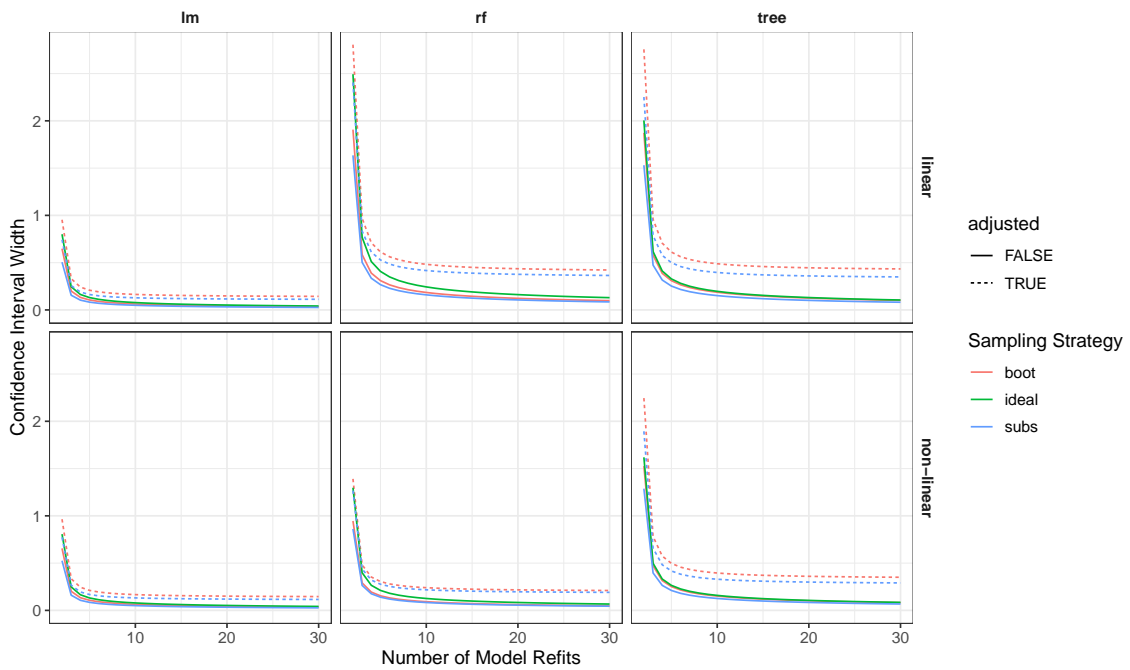 lm
rf
tree
2
1
0
linear
2
1
0
non−linear
10
20
30
10
20
30
10
20
30
Number of Model Refits
Confidence Interval Width
adjusted
FALSE
TRUE
Sampling Strategy
boot
ideal
subs